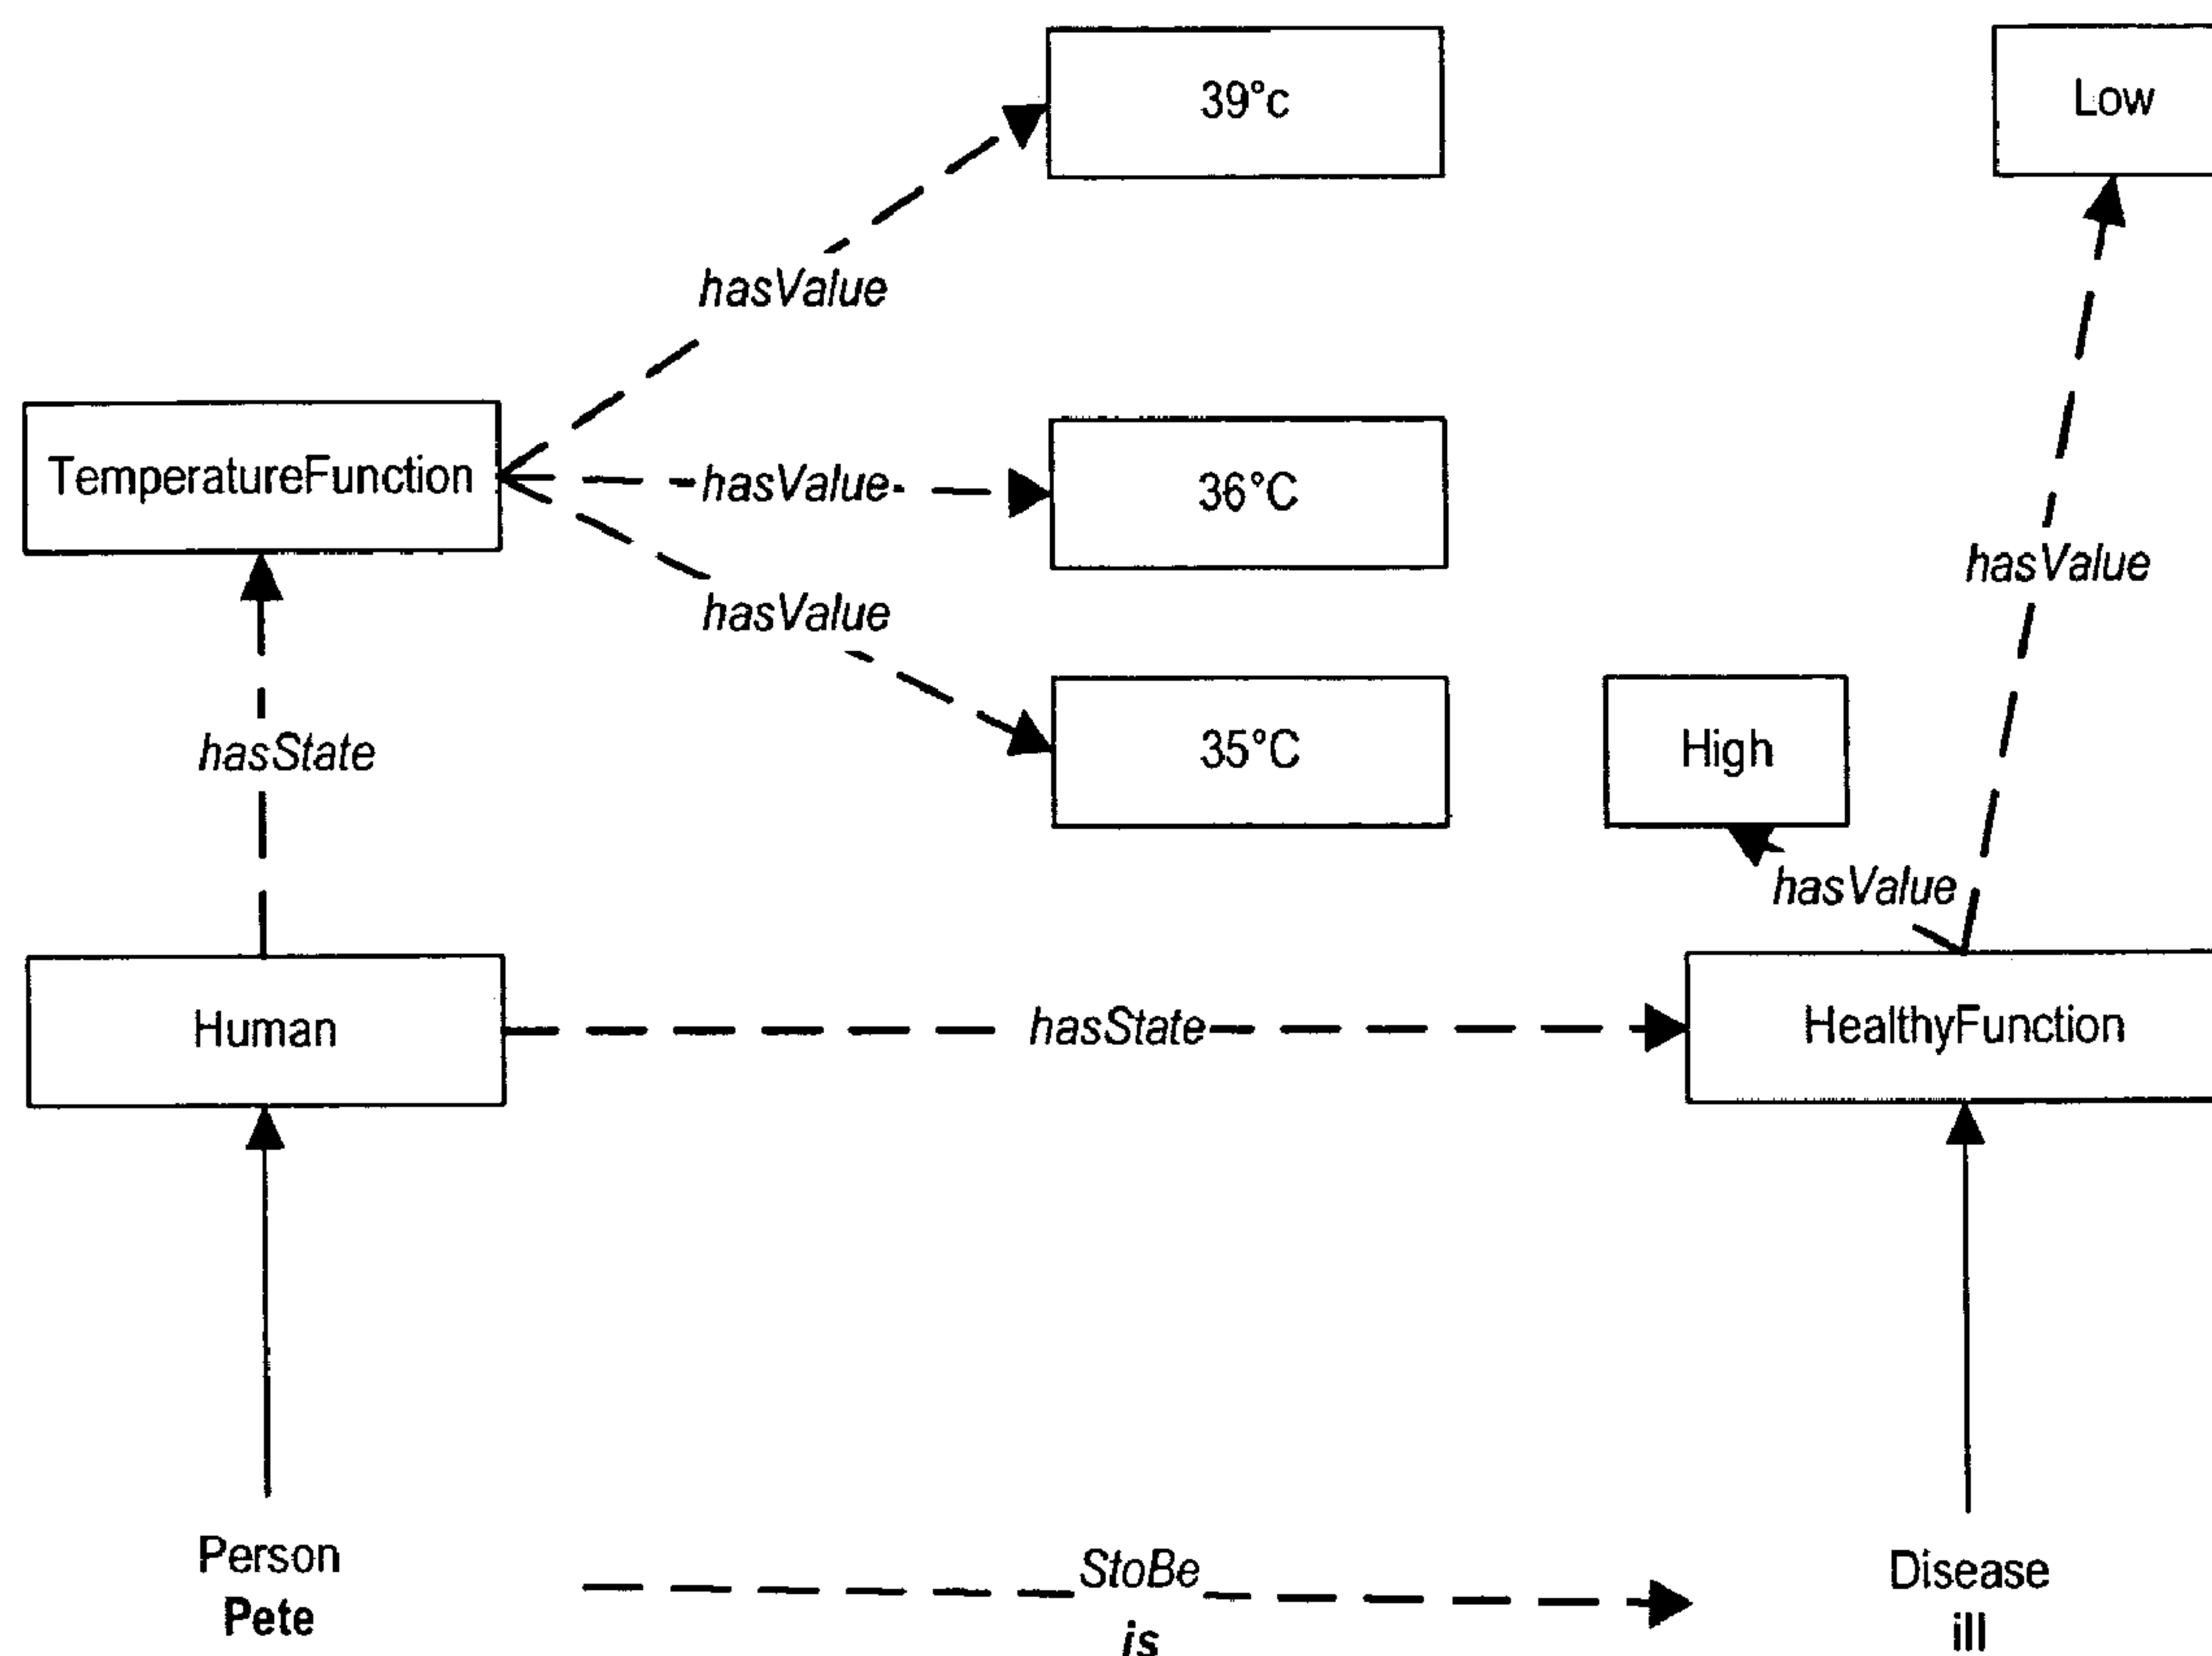 39°c
Low
hasValue
TemperatureFunction
hasValue
36°C
hasValue
hasValue
35°C
High
hasState
hasValue
Human
hasState
HealthyFunction
Person
Pete
StoBe
is
Disease
ill